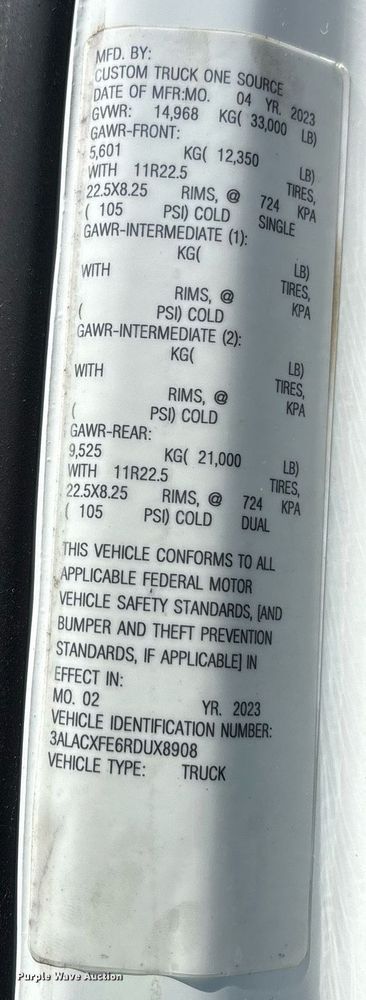 MFD. BY:
CUSTOM TRUCK ONE SOURCE
DATE OF MFR:MO. 04 YR. 2023
GVWR: 14,968 KG( 33,000 LB)
GAWR-FRONT:
5,601 KG( 12,350 LB)
WITH 11R22.5 TIRES,
22.5X8.25 RIMS, @ 724 KPA
( 105 PSI) COLD SINGLE
GAWR-INTERMEDIATE (1):
KG( LB)
WITH TIRES,
RIMS, @ KPA
( PSI) COLD
GAWR-INTERMEDIATE (2):
KG( LB)
WITH TIRES,
RIMS, @ KPA
( PSI) COLD
GAWR-REAR:
9,525 KG( 21,000 LB)
WITH 11R22.5 TIRES,
22.5X8.25 RIMS, @ 724 KPA
( 105 PSI) COLD DUAL
THIS VEHICLE CONFORMS TO ALL
APPLICABLE FEDERAL MOTOR
VEHICLE SAFETY STANDARDS, [AND
BUMPER AND THEFT PREVENTION
STANDARDS, IF APPLICABLE] IN
EFFECT IN:
MO. 02 YR. 2023
VEHICLE IDENTIFICATION NUMBER:
3ALACXFE6RDUX8908
VEHICLE TYPE: TRUCK
Purple Wave Auction